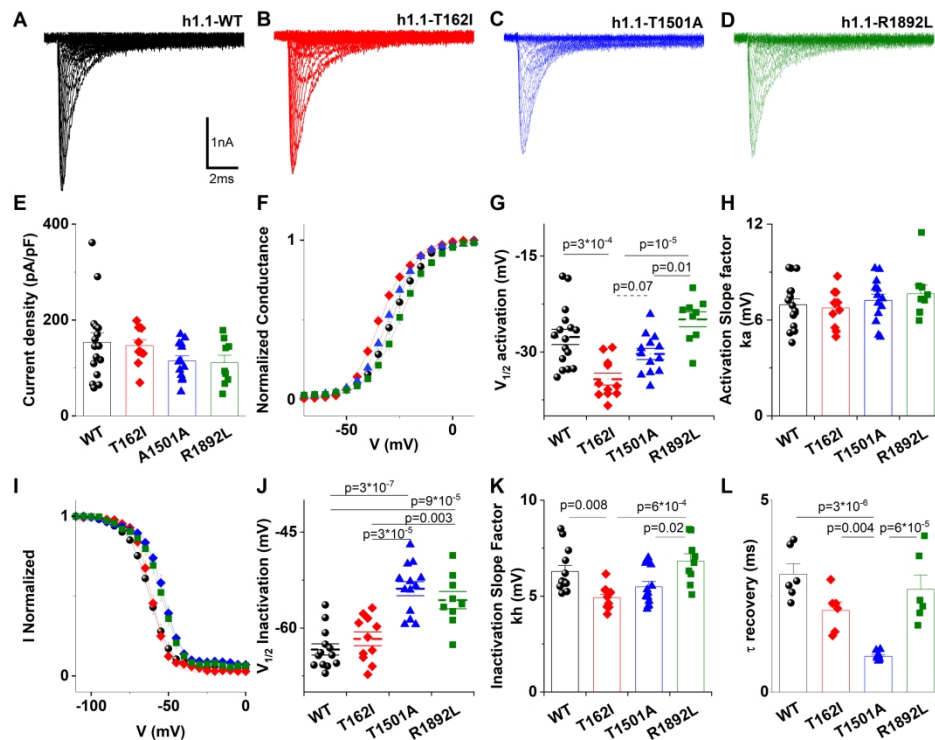 A h1.1-WT
B h1.1-T162I
C h1.1-T1501A
D h1.1-R1892L
1nA
2ms
E
Current density (pA/pF)
400
200
0
WT
T162I
A1501A
R1892L
F
Normalized Conductance
1
0
-50
0
V (mV)
G
V1/2 activation (mV)
-15
-30
p=3*10-4
p=10-5
p=0.01
p=0.07
WT
T162I
T1501A
R1892L
H
Activation Slope factor
ka (mV)
12
6
0
WT
T162I
T1501A
R1892L
I
I Normalized
1
0
-100
-50
0
V (mV)
J
V1/2 Inactivation (mV)
-45
-60
p=3*10-7
p=9*10-5
p=0.003
p=3*10-5
WT
T162I
T1501A
R1892L
K
Inactivation Slope Factor
kh (mV)
10
5
0
p=0.008
p=6*10-4
p=0.02
WT
T162I
T1501A
R1892L
L
τ recovery (ms)
5
0
p=3*10-6
p=0.004
p=6*10-5
WT
T162I
T1501A
R1892L